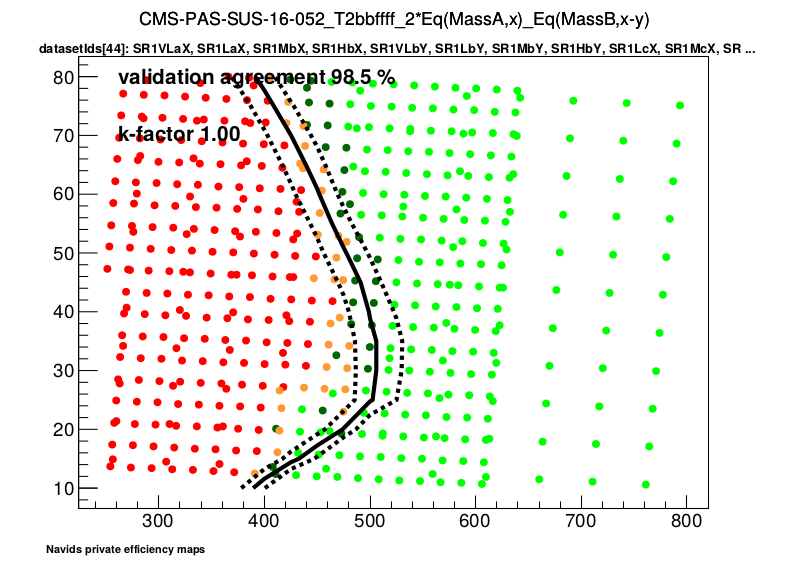 CMS-PAS-SUS-16-052_T2bbffff_2*Eq(MassA,x)_Eq(MassB,x-y)
datasetIds[44]: SR1VLaX, SR1LaX, SR1MbX, SR1HbX, SR1VLbY, SR1LbY, SR1MbY, SR1HbY, SR1LcX, SR1McX, SR ...
80
validation agreement 98.5 %
70
k-factor 1.00
60
50
40
30
20
10
300 400 500 600 700 800
Navids private efficiency maps